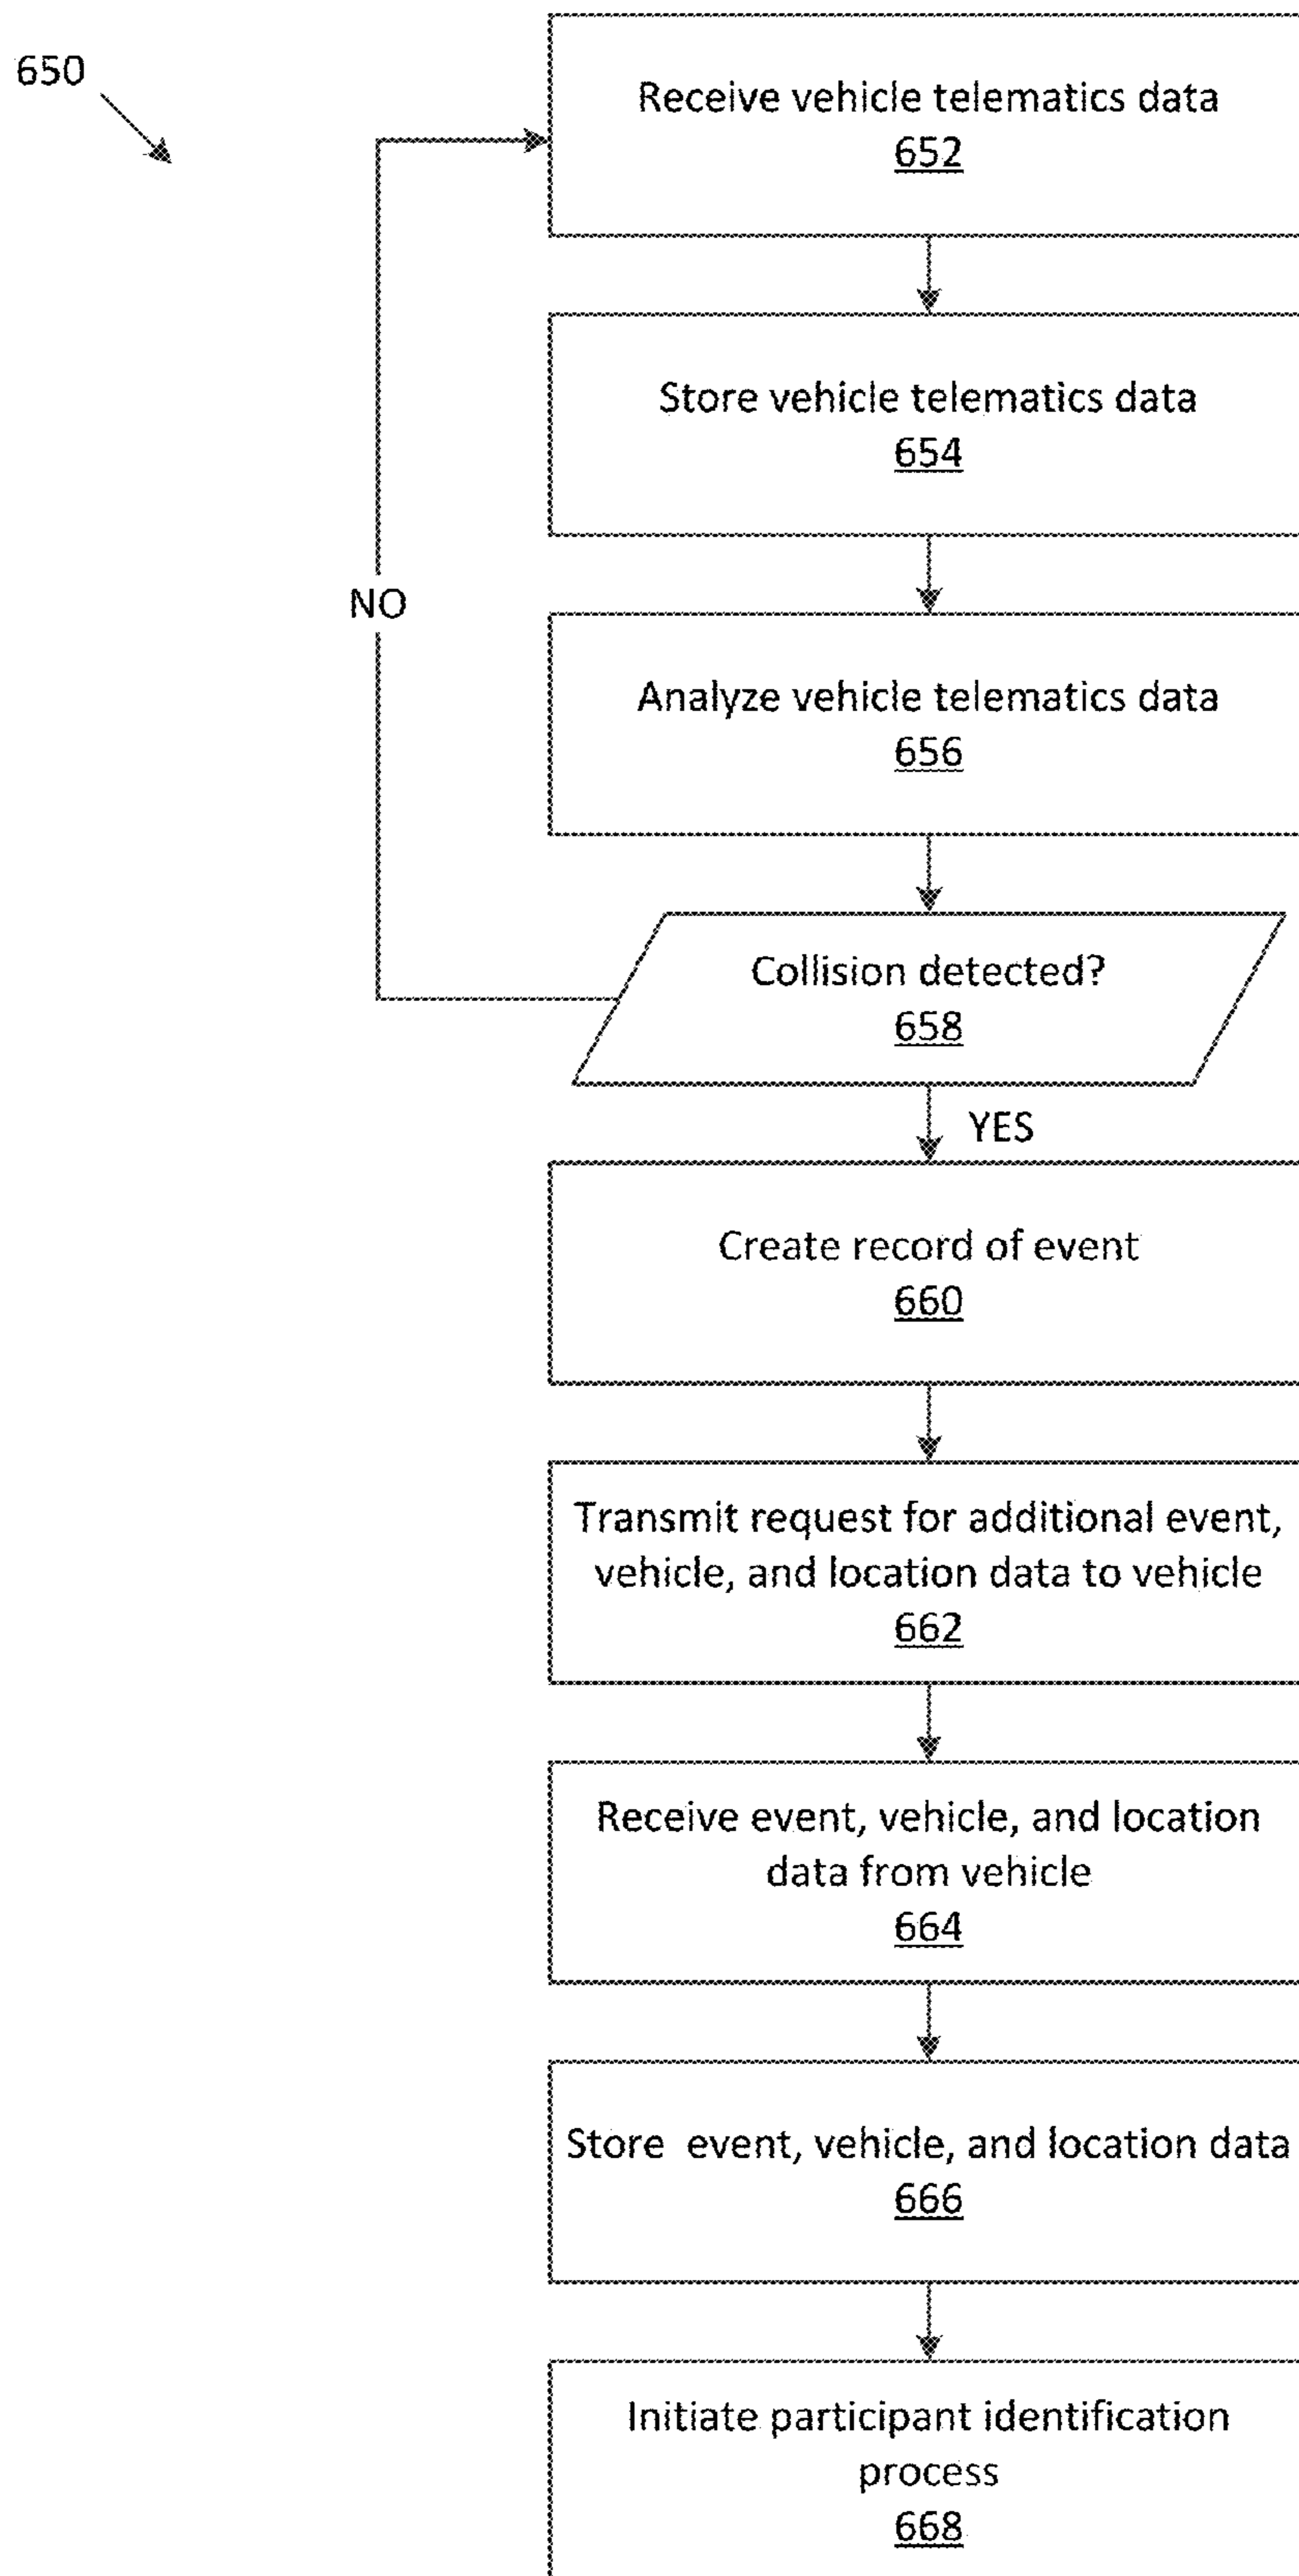 650
Receive vehicle telematics data
652
Store vehicle telematics data
654
NO
Analyze vehicle telematics data
656
Collision detected?
658
YES
Create record of event
660
Transmit request for additional event,
vehicle, and location data to vehicle
662
Receive event, vehicle, and location
data from vehicle
664
Store  event, vehicle, and location data
666
Initiate participant identification
process
668